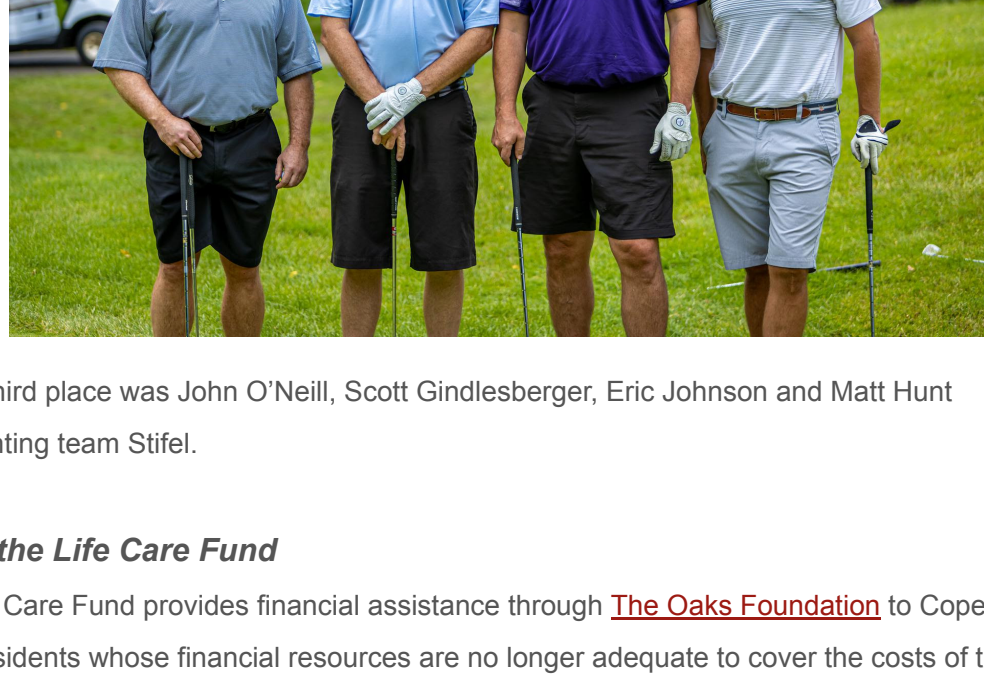 hird place was John O’Neill, Scott Gindlesberger, Eric Johnson and Matt Hunt
nting team Stifel.
the Life Care Fund
Care Fund provides financial assistance through The Oaks Foundation to Cope
sidents whose financial resources are no longer adequate to cover the costs of t